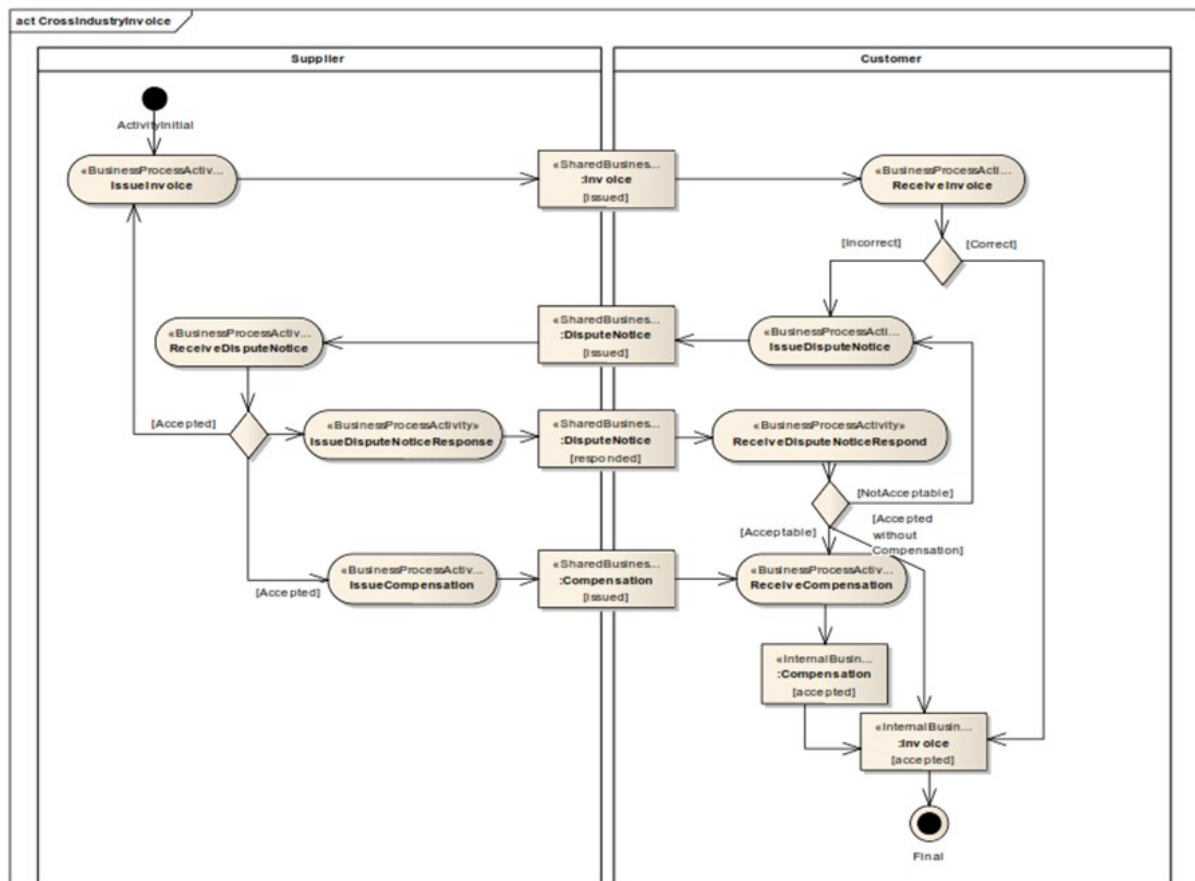 act CrossIndustryInvoice
Supplier
Customer
ActivityInitial
«BusinessProcessActiv...
IssueInvoice
«SharedBusines...
:Invoice
[issued]
«BusinessProcessActi...
ReceiveInvoice
[Incorrect]
[Correct]
«BusinessProcessActiv...
ReceiveDisputeNotice
«SharedBusines...
:DisputeNotice
[issued]
«BusinessProcessActi...
IssueDisputeNotice
[Accepted]
«BusinessProcessActivity»
IssueDisputeNoticeResponse
«SharedBusines...
:DisputeNotice
[responded]
«BusinessProcessActivity»
ReceiveDisputeNoticeRespond
[NotAcceptable]
[Acceptable]
[Accepted
without
Compensation]
[Accepted]
«BusinessProcessActiv...
IssueCompensation
«SharedBusines...
:Compensation
[issued]
«BusinessProcessActiv...
ReceiveCompensation
«InternalBusin...
:Compensation
[accepted]
«InternalBusin...
:Invoice
[accepted]
Final